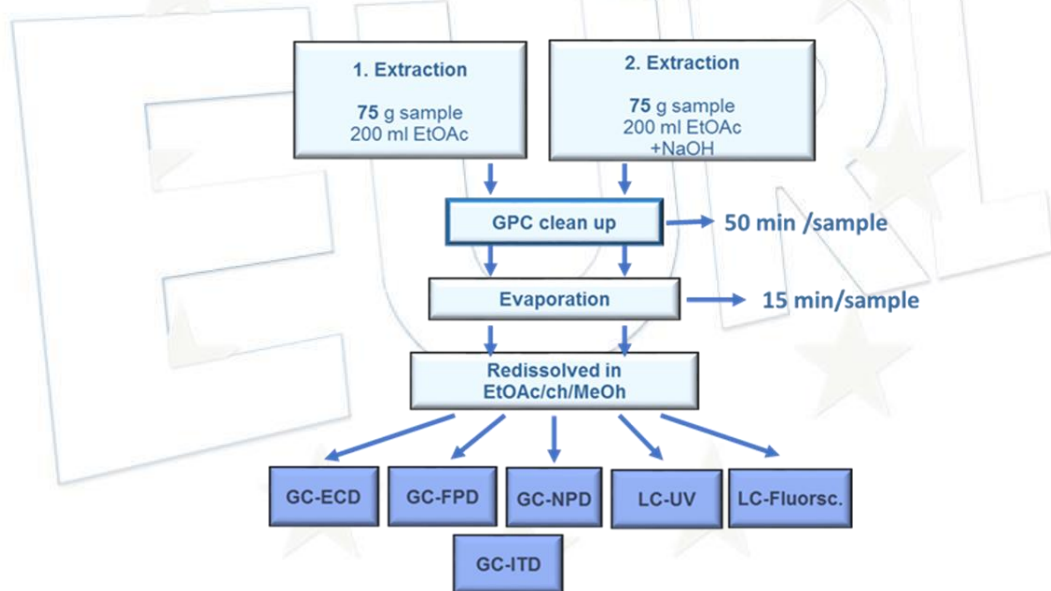 EURL
1. Extraction
75 g sample
200 ml EtOAc
2. Extraction
75 g sample
200 ml EtOAc
+NaOH
GPC clean up
50 min /sample
Evaporation
15 min/sample
Redissolved in
EtOAc/ch/MeOh
GC-ECD
GC-FPD
GC-NPD
LC-UV
LC-Fluorsc.
GC-ITD